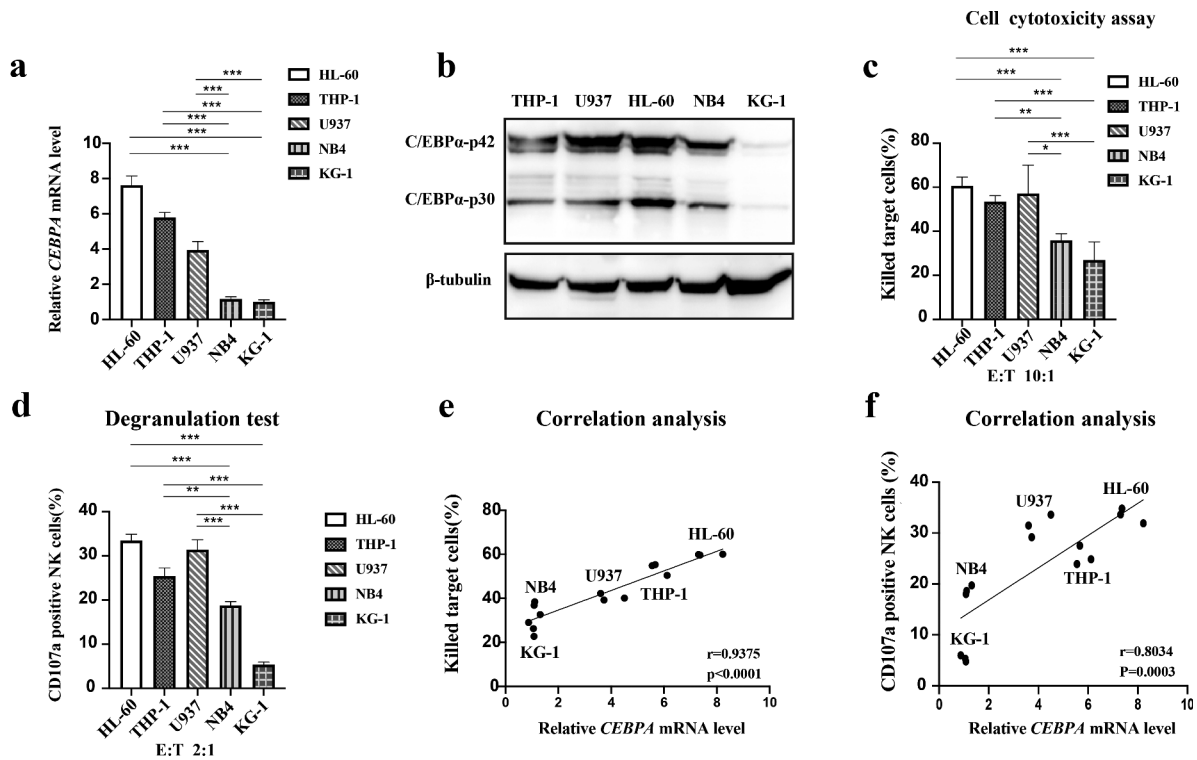 a
***
***
***
***
***
***
HL-60
THP-1
U937
NB4
KG-1
Relative CEBPA mRNA level
10
8
6
4
2
0
HL-60
THP-1
U937
NB4
KG-1
b
THP-1 U937 HL-60 NB4 KG-1
C/EBPα-p42
C/EBPα-p30
β-tubulin
Cell cytotoxicity assay
c
***
***
***
**
***
*
HL-60
THP-1
U937
NB4
KG-1
Killed target cells(%)
80
60
40
20
0
HL-60
THP-1
U937
NB4
KG-1
E:T 10:1
d
Degranulation test
***
***
***
**
***
***
HL-60
THP-1
U937
NB4
KG-1
CD107a positive NK cells(%)
40
30
20
10
0
HL-60
THP-1
U937
NB4
KG-1
E:T 2:1
e
Correlation analysis
Killed target cells(%)
80
60
40
20
0
HL-60
U937
THP-1
NB4
KG-1
r=0.9375
p<0.0001
0 2 4 6 8 10
Relative CEBPA mRNA level
f
Correlation analysis
CD107a positive NK cells (%)
40
30
20
10
0
HL-60
U937
THP-1
NB4
KG-1
r=0.8034
P=0.0003
0 2 4 6 8 10
Relative CEBPA mRNA level